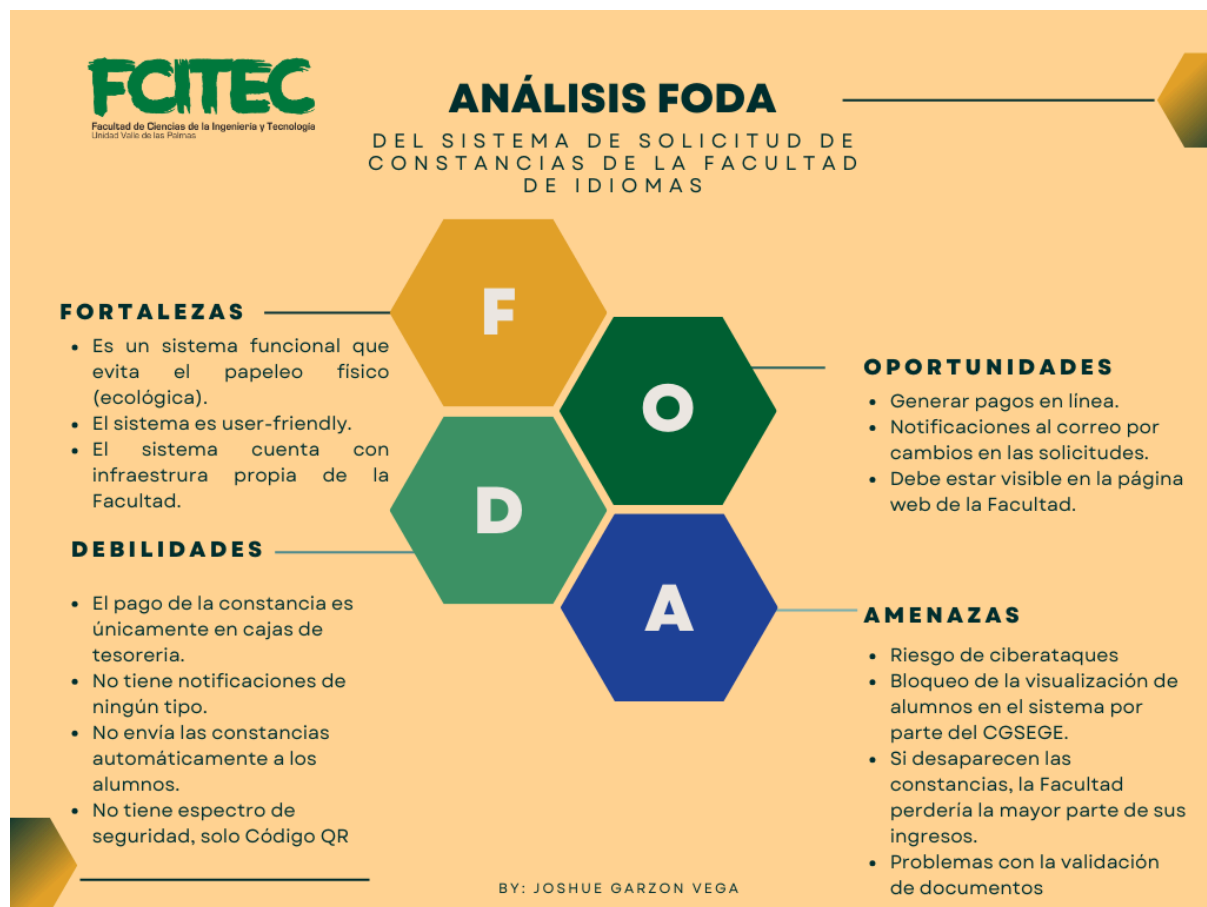 FCITEC
Facultad de Ciencias de la Ingeniería y Tecnología
Unidad Valle de las Palmas
ANÁLISIS FODA
DEL SISTEMA DE SOLICITUD DE
CONSTANCIAS DE LA FACULTAD
DE IDIOMAS
F
O
D
A
FORTALEZAS
• Es un sistema funcional que
evita el papeleo físico
(ecológica).
• El sistema es user-friendly.
• El sistema cuenta con
infraestrura propia de la
Facultad.
OPORTUNIDADES
• Generar pagos en línea.
• Notificaciones al correo por
cambios en las solicitudes.
• Debe estar visible en la página
web de la Facultad.
DEBILIDADES
• El pago de la constancia es
únicamente en cajas de
tesoreria.
• No tiene notificaciones de
ningún tipo.
• No envía las constancias
automáticamente a los
alumnos.
• No tiene espectro de
seguridad, solo Código QR
AMENAZAS
• Riesgo de ciberataques
• Bloqueo de la visualización de
alumnos en el sistema por
parte del CGSEGE.
• Si desaparecen las
constancias, la Facultad
perdería la mayor parte de sus
ingresos.
• Problemas con la validación
de documentos
BY: JOSHUE GARZON VEGA